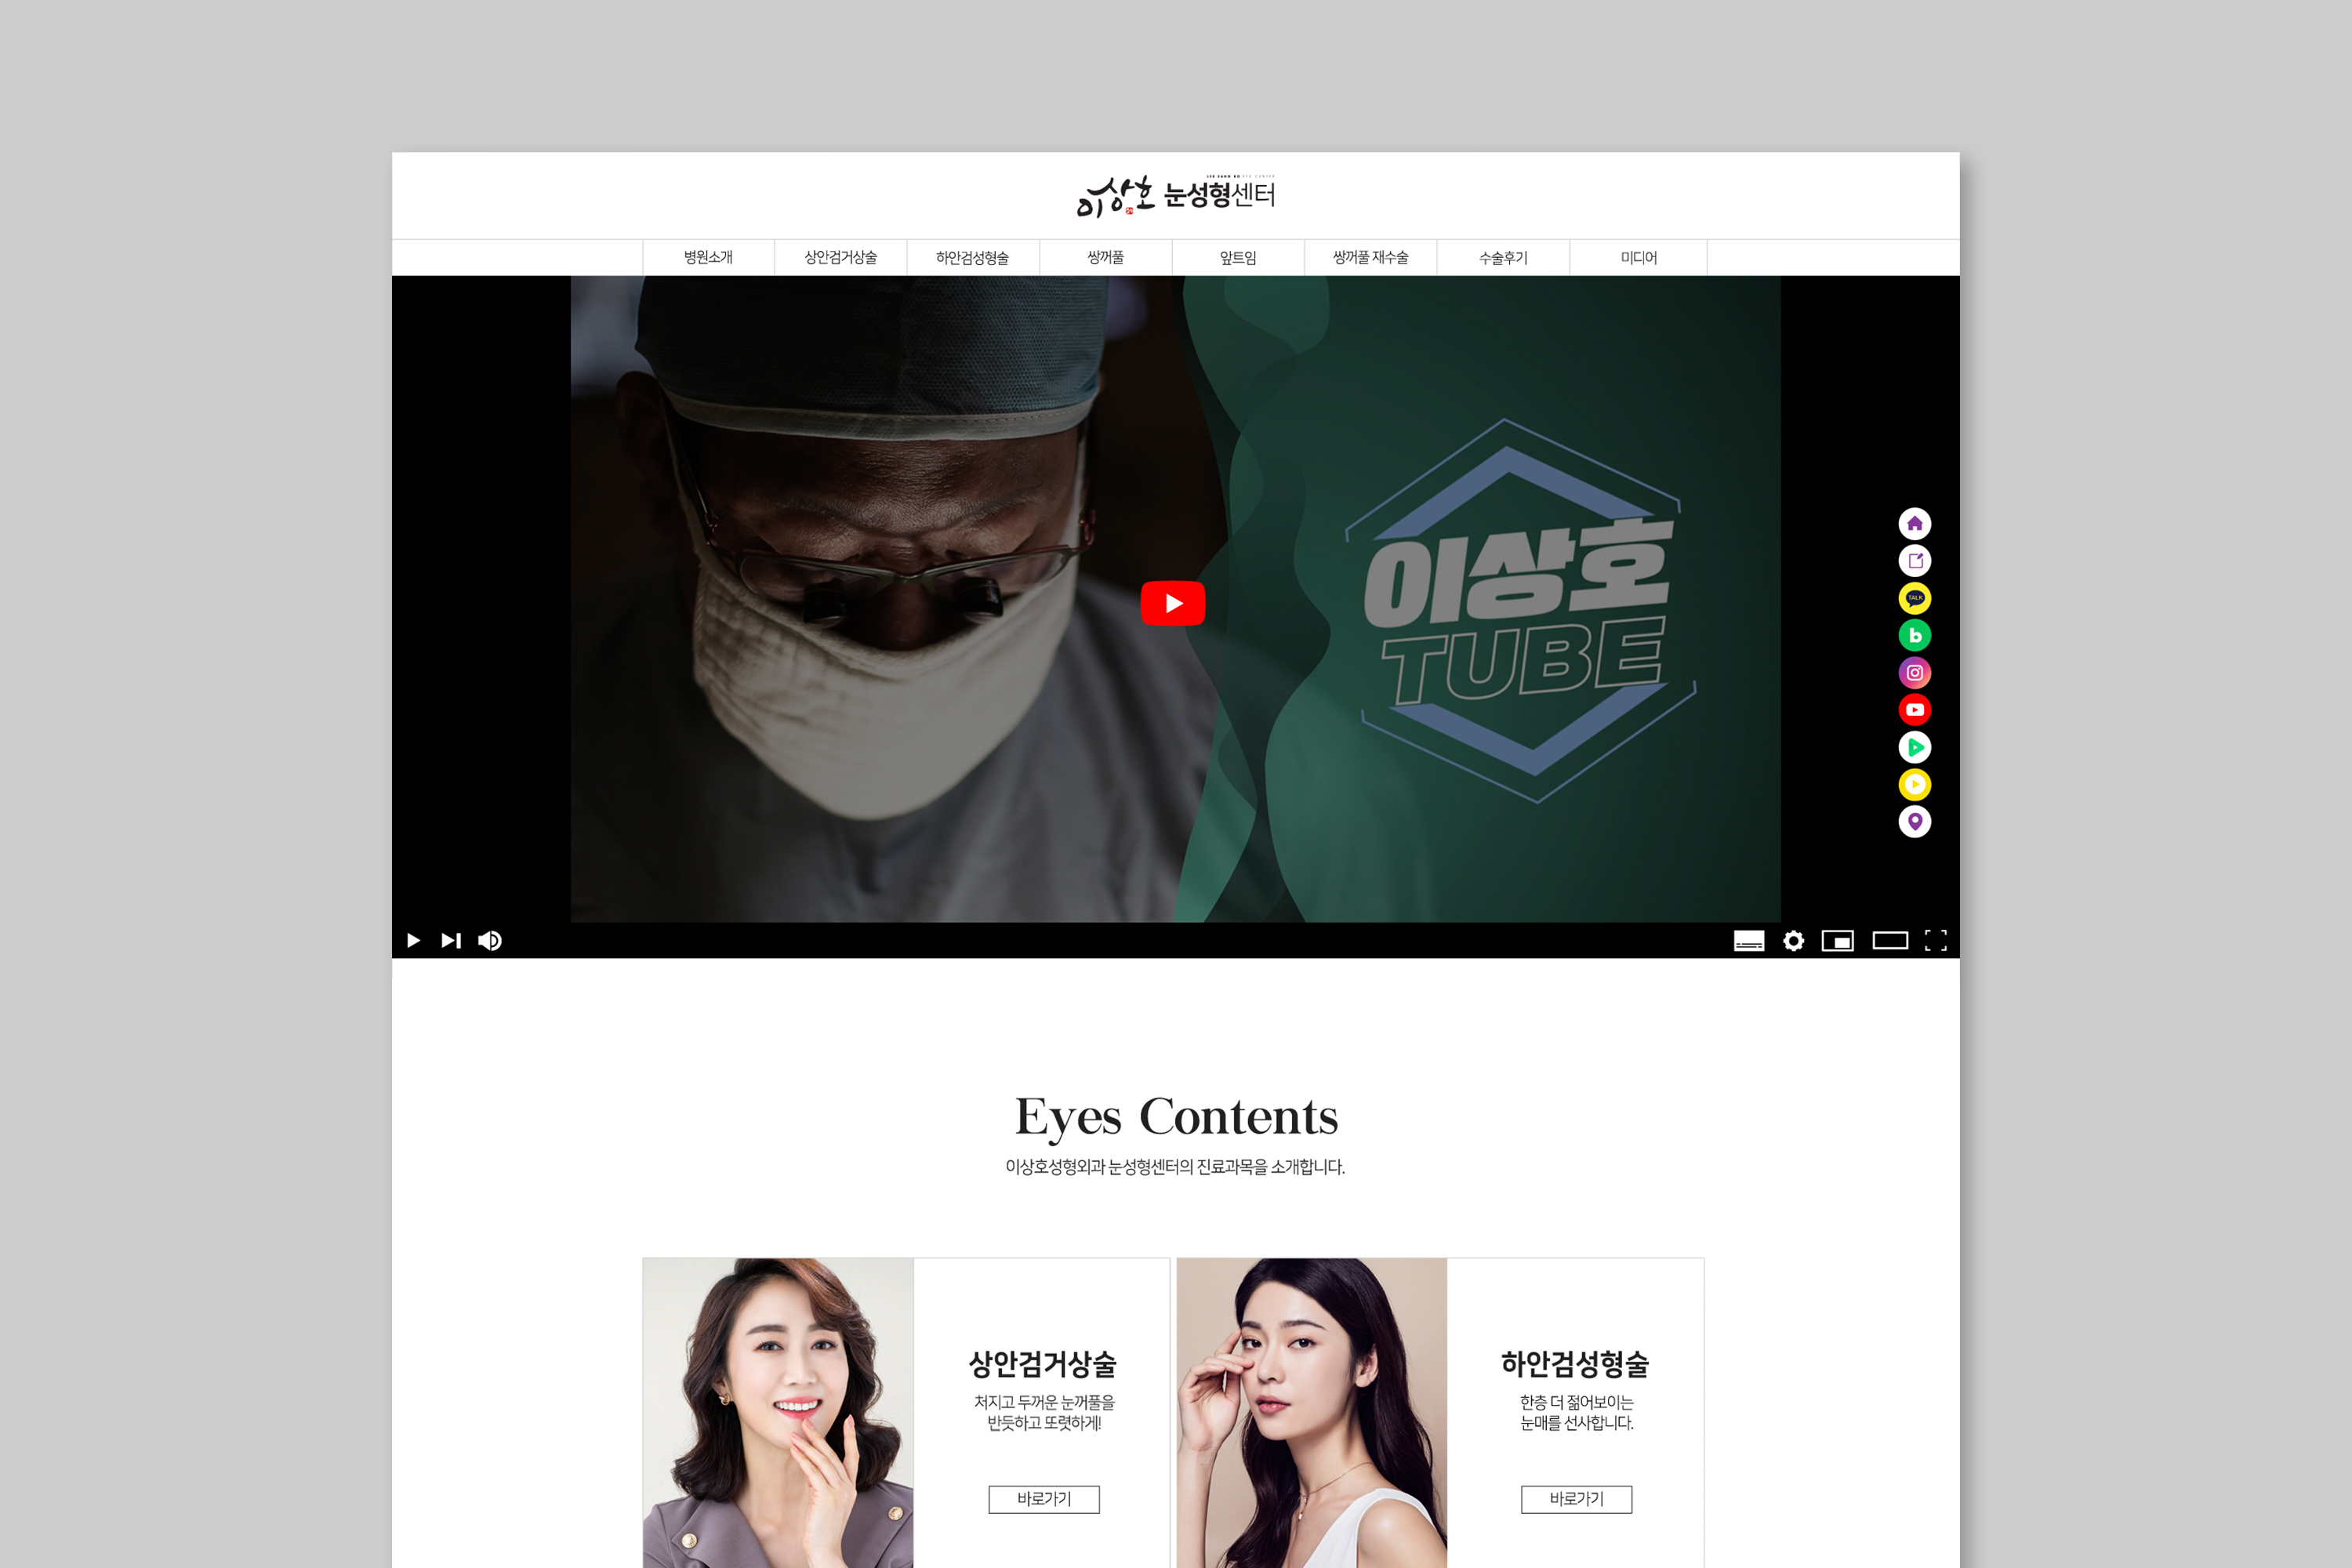 LEE SANG HO EYE CENTER
이상호 눈성형센터
병원소개
상안검거상술
하안검성형술
쌍꺼풀
앞트임
쌍꺼풀 재수술
수술후기
미디어
이상호
TUBE
TALK
b
Eyes Contents
이상호성형외과 눈성형센터의 진료과목을 소개합니다.
상안검거상술
처지고 두꺼운 눈꺼풀을
반듯하고 또렷하게!
바로가기
하안검성형술
한층 더 젊어보이는
눈매를 선사합니다.
바로가기